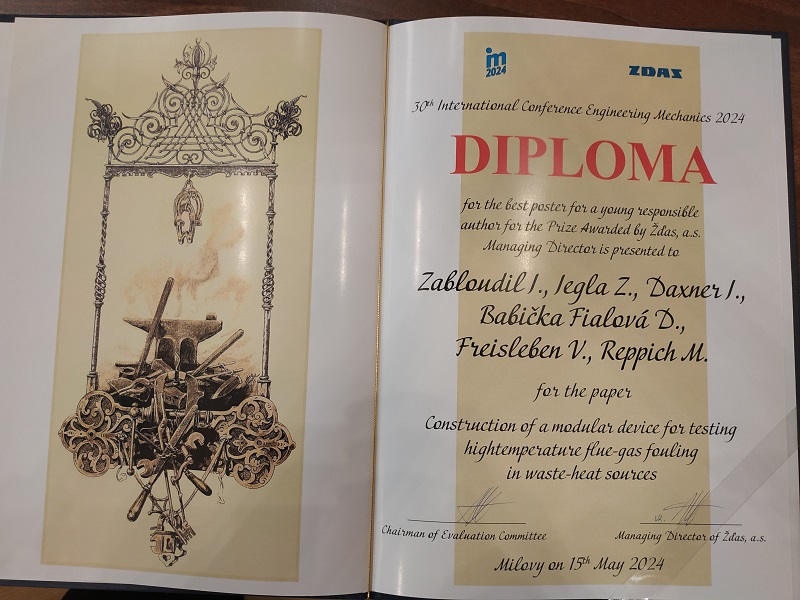 im
2024
ZDAS
30th International Conference Engineering Mechanics 2024
DIPLOMA
for the best poster for a young responsible
author for the Prize Awarded by Žďas, a.s.
Managing Director is presented to
Zabloudil J., Jegla Z., Daxner J.,
Babička Fialová D.,
Freisleben V., Reppich M.
for the paper
Construction of a modular device for testing
hightemperature flue-gas fouling
in waste-heat sources
Chairman of Evaluation Committee
Managing Director of Žďas, a.s.
Milovy on 15th May 2024